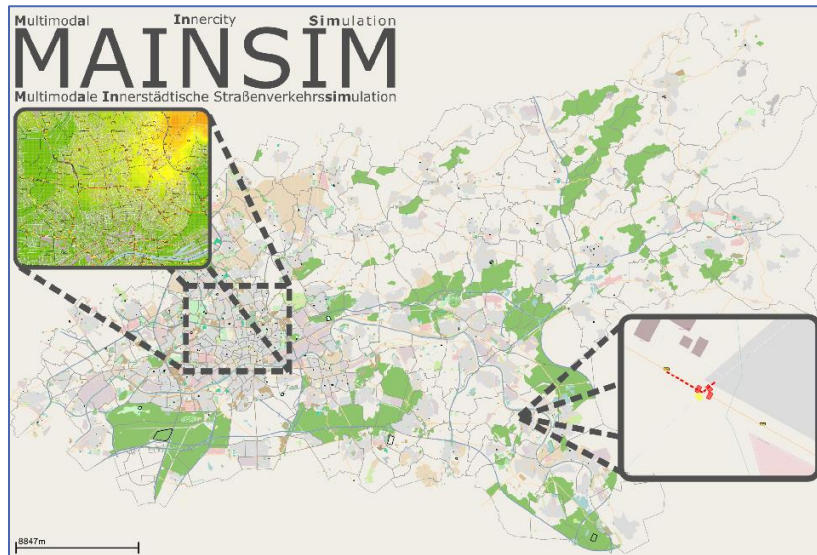 Multimodal Innercity Simulation
MAINSIM
Multimodale Innerstädtische Straßenverkehrssimulation
8847m